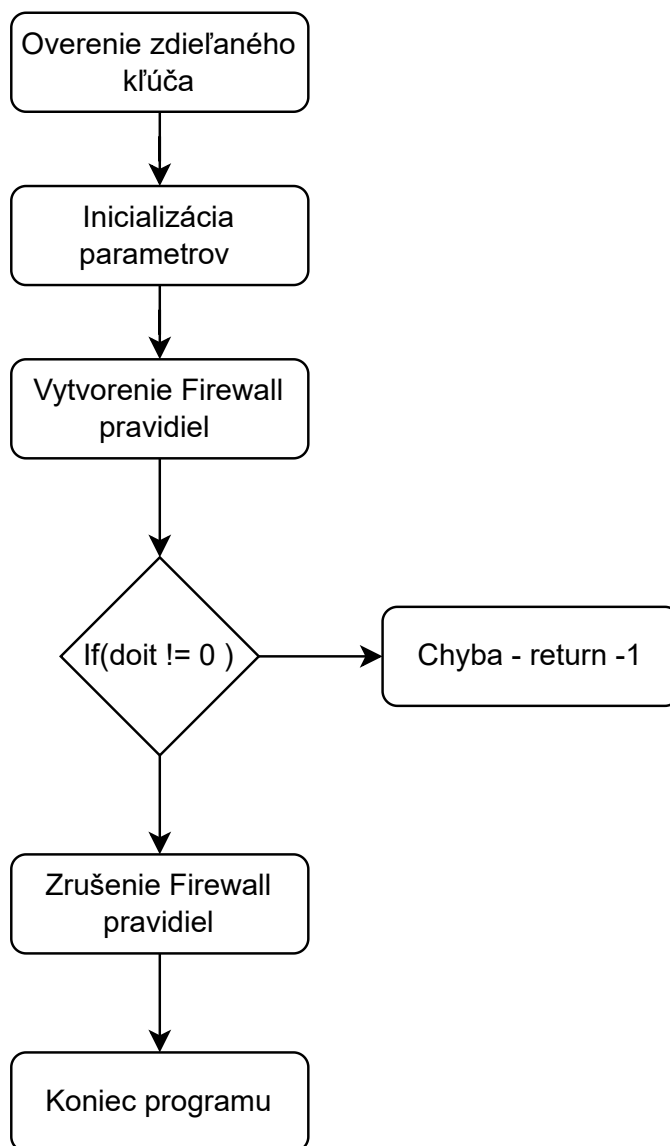 Overenie zdieľaného
kľúča
Inicializácia
parametrov
Vytvorenie Firewall
pravidiel
If(doit != 0 )
Chyba - return -1
Zrušenie Firewall
pravidiel
Koniec programu